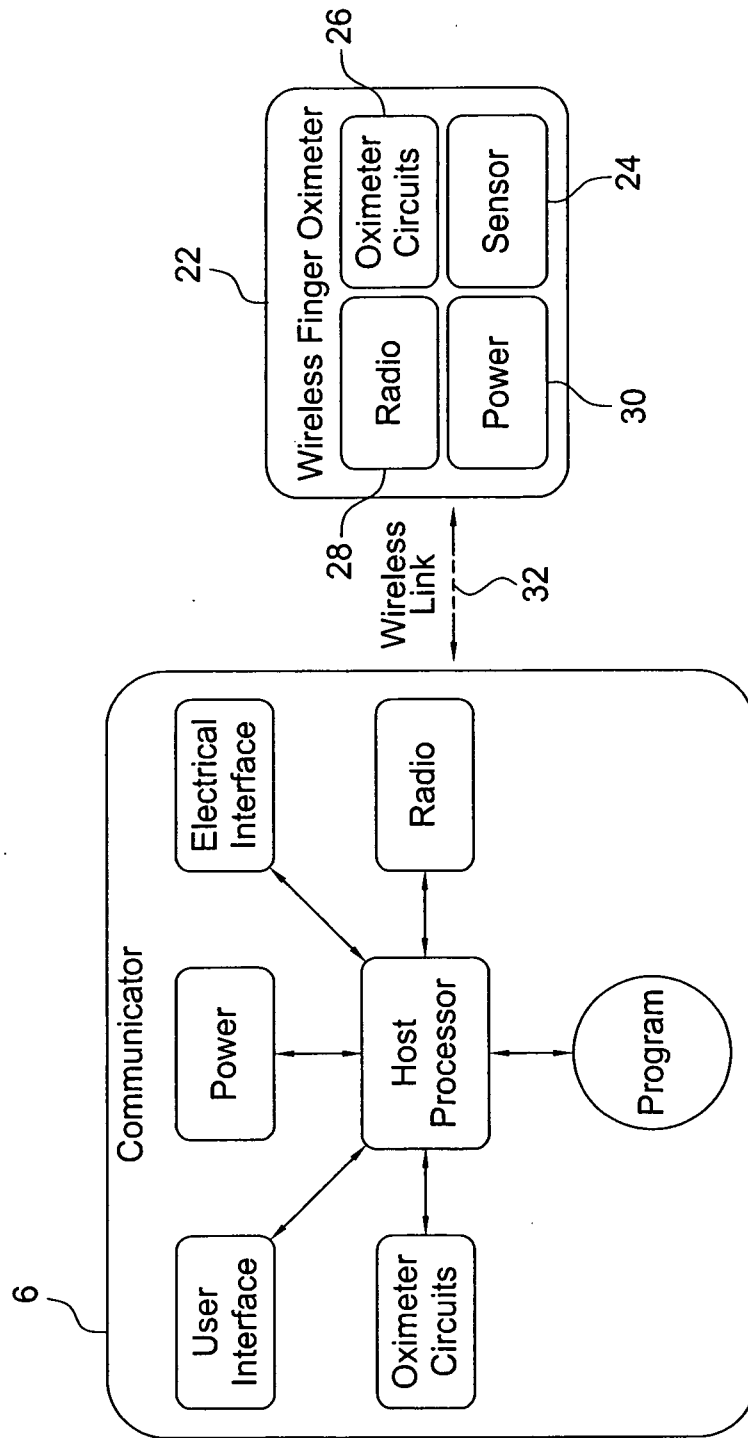 6
Communicator
User
Interface
Power
Electrical
Interface
Oximeter
Circuits
Host
Processor
Radio
Program
Wireless
Link
32
22
Wireless Finger Oximeter
28
Radio
Oximeter
Circuits
26
30
Power
Sensor
24